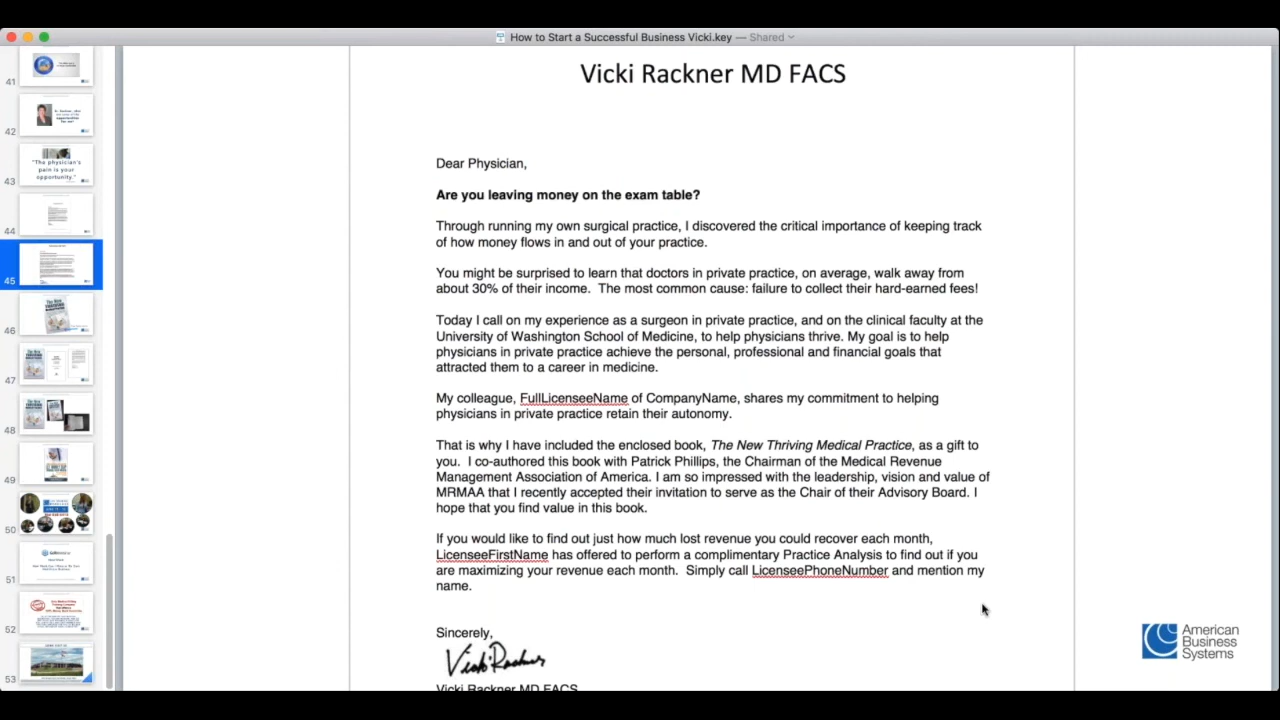 How to Start a Successful Business Vicki.key — Shared
41
42
43
"The physician's
pain is your
opportunity."
44
45
46
47
48
49
50
51
52
53
Vicki Rackner MD FACS
Dear Physician,
Are you leaving money on the exam table?
Through running my own surgical practice, I discovered the critical importance of keeping track
of how money flows in and out of your practice.
You might be surprised to learn that doctors in private practice, on average, walk away from
about 30% of their income.  The most common cause: failure to collect their hard-earned fees!
Today I call on my experience as a surgeon in private practice, and on the clinical faculty at the
University of Washington School of Medicine, to help physicians thrive. My goal is to help
physicians in private practice achieve the personal, professional and financial goals that
attracted them to a career in medicine.
My colleague, FullLicenseeName of CompanyName, shares my commitment to helping
physicians in private practice retain their autonomy.
That is why I have included the enclosed book, The New Thriving Medical Practice, as a gift to
you.  I co-authored this book with Patrick Phillips, the Chairman of the Medical Revenue
Management Association of America. I am so impressed with the leadership, vision and value of
MRMAA that I recently accepted their invitation to serve as the Chair of their Advisory Board. I
hope that you find value in this book.
If you would like to find out just how much lost revenue you could recover each month,
LicenseeFirstName has offered to perform a complimentary Practice Analysis to find out if you
are maximizing your revenue each month.  Simply call LicenseePhoneNumber and mention my
name.
Sincerely,
Vicki Rackner
Vicki Rackner MD FACS
American
Business
Systems